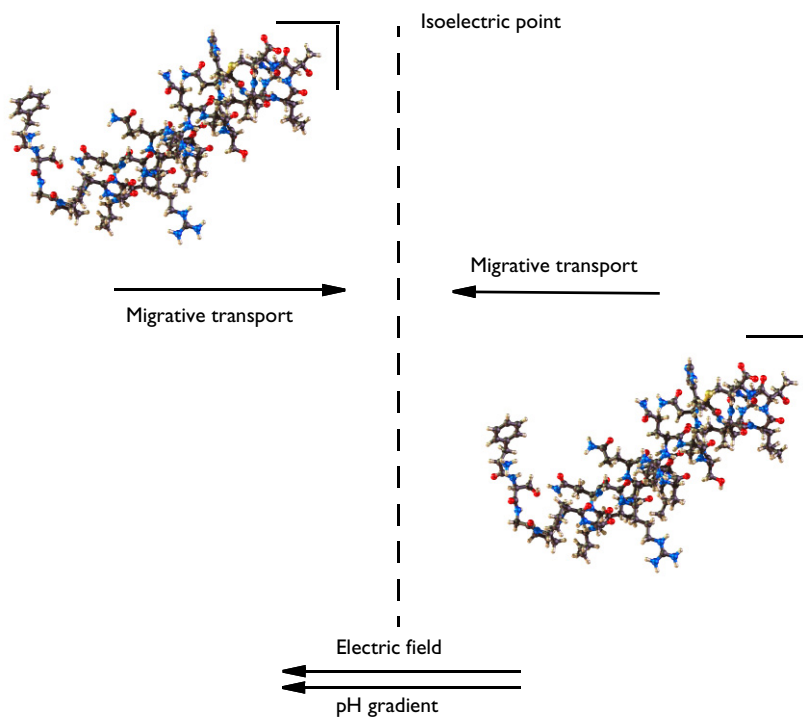 Isoelectric point
Migrative transport
Migrative transport
Electric field
pH gradient